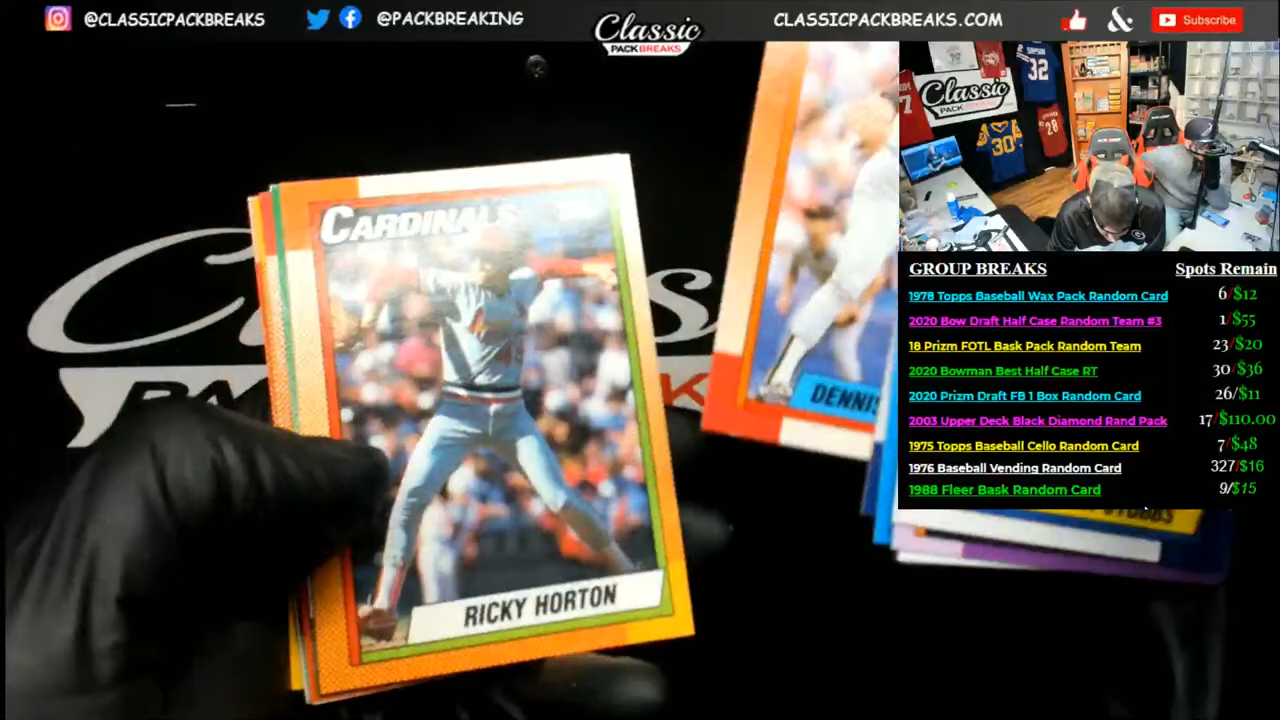 @CLASSICPACKBREAKS
@PACKBREAKING
Classic
PACK BREAKS
CLASSICPACKBREAKS.COM
&
Subscribe
CARDINALS
RICKY HORTON
DENNIS
Classic
32
30
28
GROUP BREAKS Spots Remain
1978 Topps Baseball Wax Pack Random Card 6/$12
2020 Bow Draft Half Case Random Team #3 1/$55
18 Prizm FOTL Bask Pack Random Team 23/$20
2020 Bowman Best Half Case RT 30/$36
2020 Prizm Draft FB 1 Box Random Card 26/$11
2003 Upper Deck Black Diamond Rand Pack 17/$110.00
1975 Topps Baseball Cello Random Card 7/$48
1976 Baseball Vending Random Card 327/$16
1988 Fleer Bask Random Card 9/$15